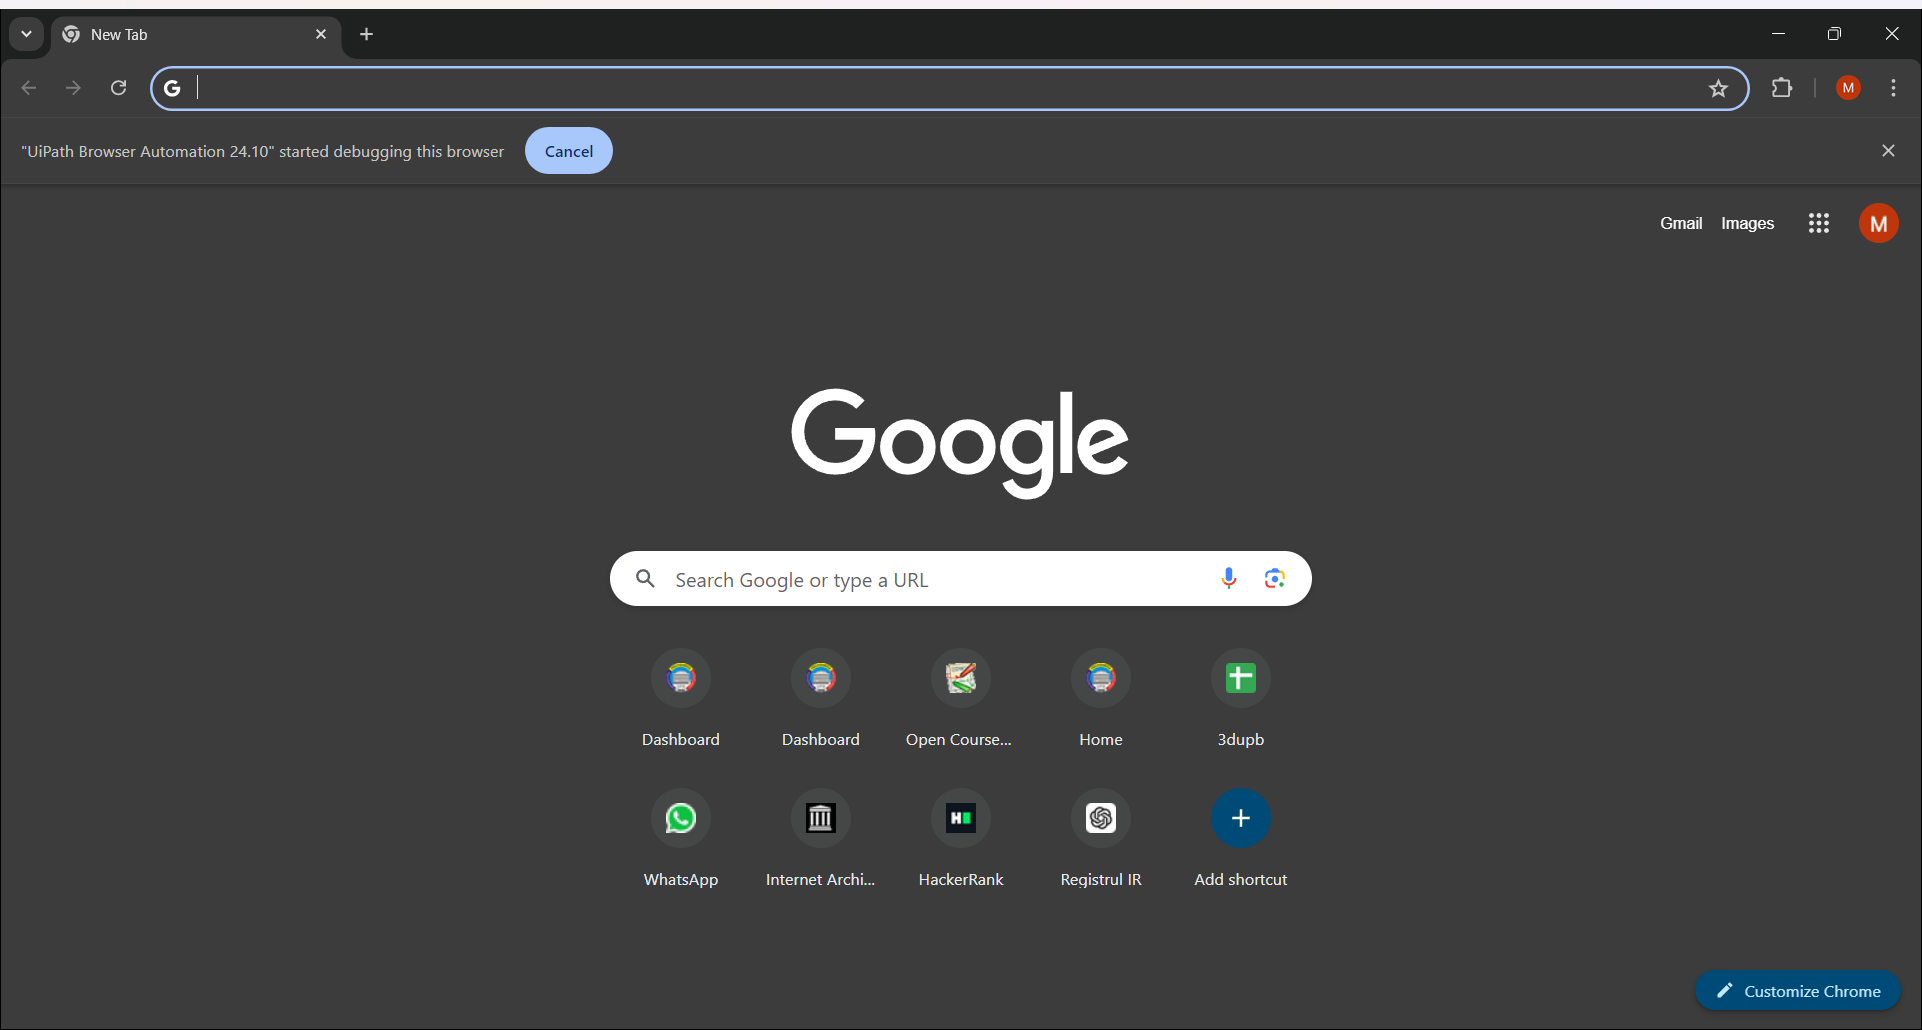 New Tab
M
"UiPath Browser Automation 24.10" started debugging this browser Cancel
Gmail Images M
Google
Search Google or type a URL
Dashboard Dashboard Open Course... Home 3dupb
WhatsApp Internet Archi... HackerRank Registrul IR Add shortcut
Customize Chrome